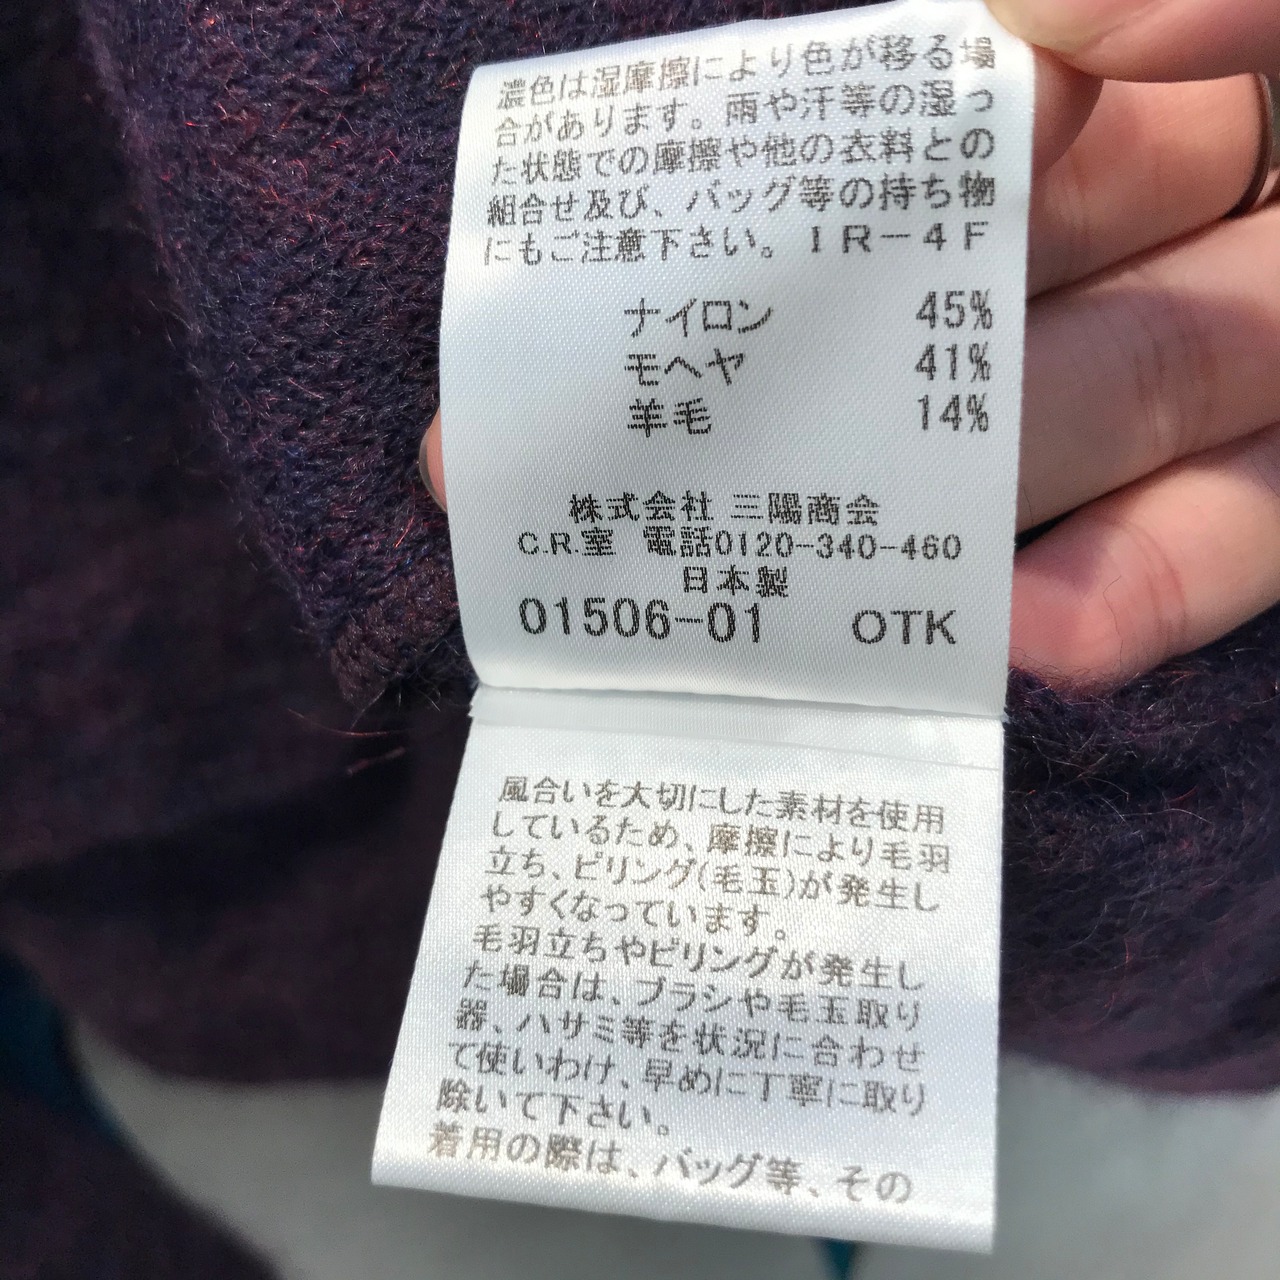 濃色は湿摩擦により色が移る場
合があります。雨や汗等の湿っ
た状態での摩擦や他の衣料との
組合せ及び、バッグ等の持ち物
にもご注意下さい。IR-4F
ナイロン 45%
モヘヤ 41%
羊毛 14%
株式会社 三陽商会
C.R.室 電話0120-340-460
日本製
01506-01 OTK
風合いを大切にした素材を使用
しているため、摩擦により毛羽
立ち、ピリング(毛玉)が発生し
やすくなっています。
毛羽立ちやピリングが発生し
た場合は、ブラシや毛玉取り
器、ハサミ等を状況に合わせ
て使いわけ、早めに丁寧に取り
除いて下さい。
着用の際は、バッグ等、その